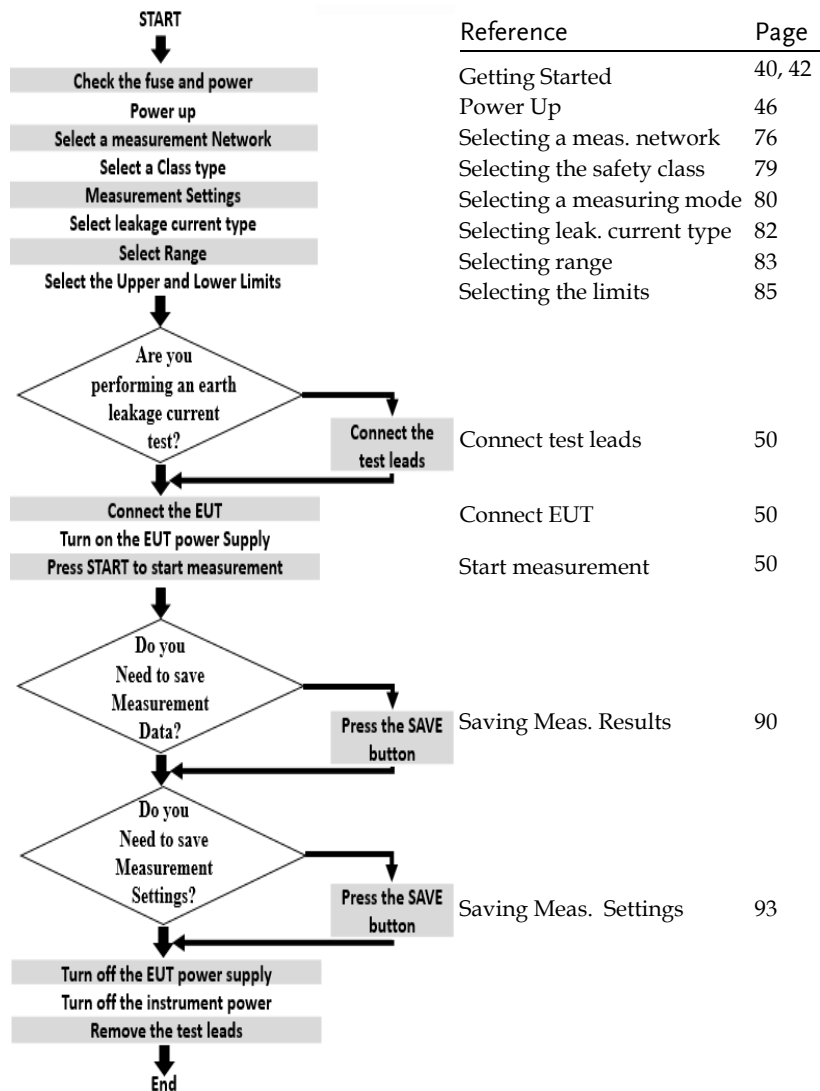 START
Reference Page
Check the fuse and power
Getting Started 40, 42
Power up
Power Up 46
Select a measurement Network
Selecting a meas. network 76
Select a Class type
Selecting the safety class 79
Measurement Settings
Selecting a measuring mode 80
Select leakage current type
Selecting leak. current type 82
Select Range
Selecting range 83
Select the Upper and Lower Limits
Selecting the limits 85
Are you
performing an earth
leakage current
test?
Connect the
test leads
Connect test leads 50
Connect the EUT
Connect EUT 50
Turn on the EUT power Supply
Press START to start measurement
Start measurement 50
Do you
Need to save
Measurement
Data?
Press the SAVE
button
Saving Meas. Results 90
Do you
Need to save
Measurement
Settings?
Press the SAVE
button
Saving Meas. Settings 93
Turn off the EUT power supply
Turn off the instrument power
Remove the test leads
End